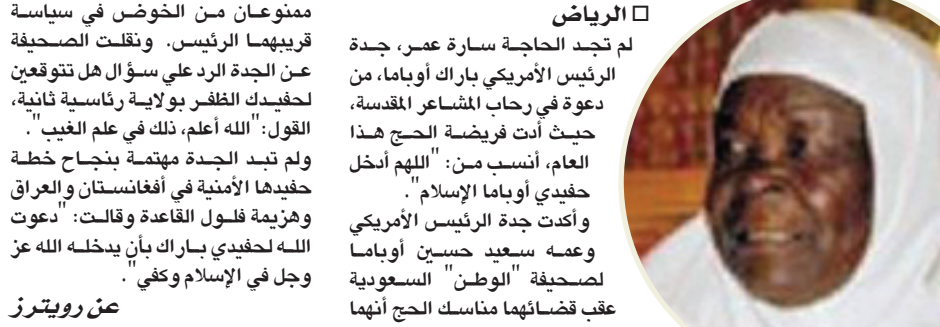 □ الرياض
لم تجد الحاجة سارة عمر، جدة
الرئيس الأمريكي باراك أوباما، من
دعوة في رحاب المشاعر المقدسة،
حيث أدت فريضة الحج هذا
العام، أنسب من: "اللهم أدخل
حفيدي أوباما الإسلام".
وأكدت جدة الرئيس الأمريكي
وعمه سعيد حسين أوباما
لصحيفة "الوطن" السعودية
عقب قضائهما مناسك الحج أنهما
ممنوعان من الخوض في سياسة
قريبهما الرئيس. ونقلت الصحيفة
عن الجدة الرد علي سؤال هل تتوقعين
لحفيدك الظفر بولاية رئاسية ثانية،
القول:"الله أعلم، ذلك في علم الغيب".
ولم تبد الجدة مهتمة بنجاح خطة
حفيدها الأمنية في أفغانستان والعراق
وهزيمة فلول القاعدة وقالت: "دعوت
الله لحفيدي باراك بأن يدخله الله عز
وجل في الإسلام وكفي".
عن رويترز